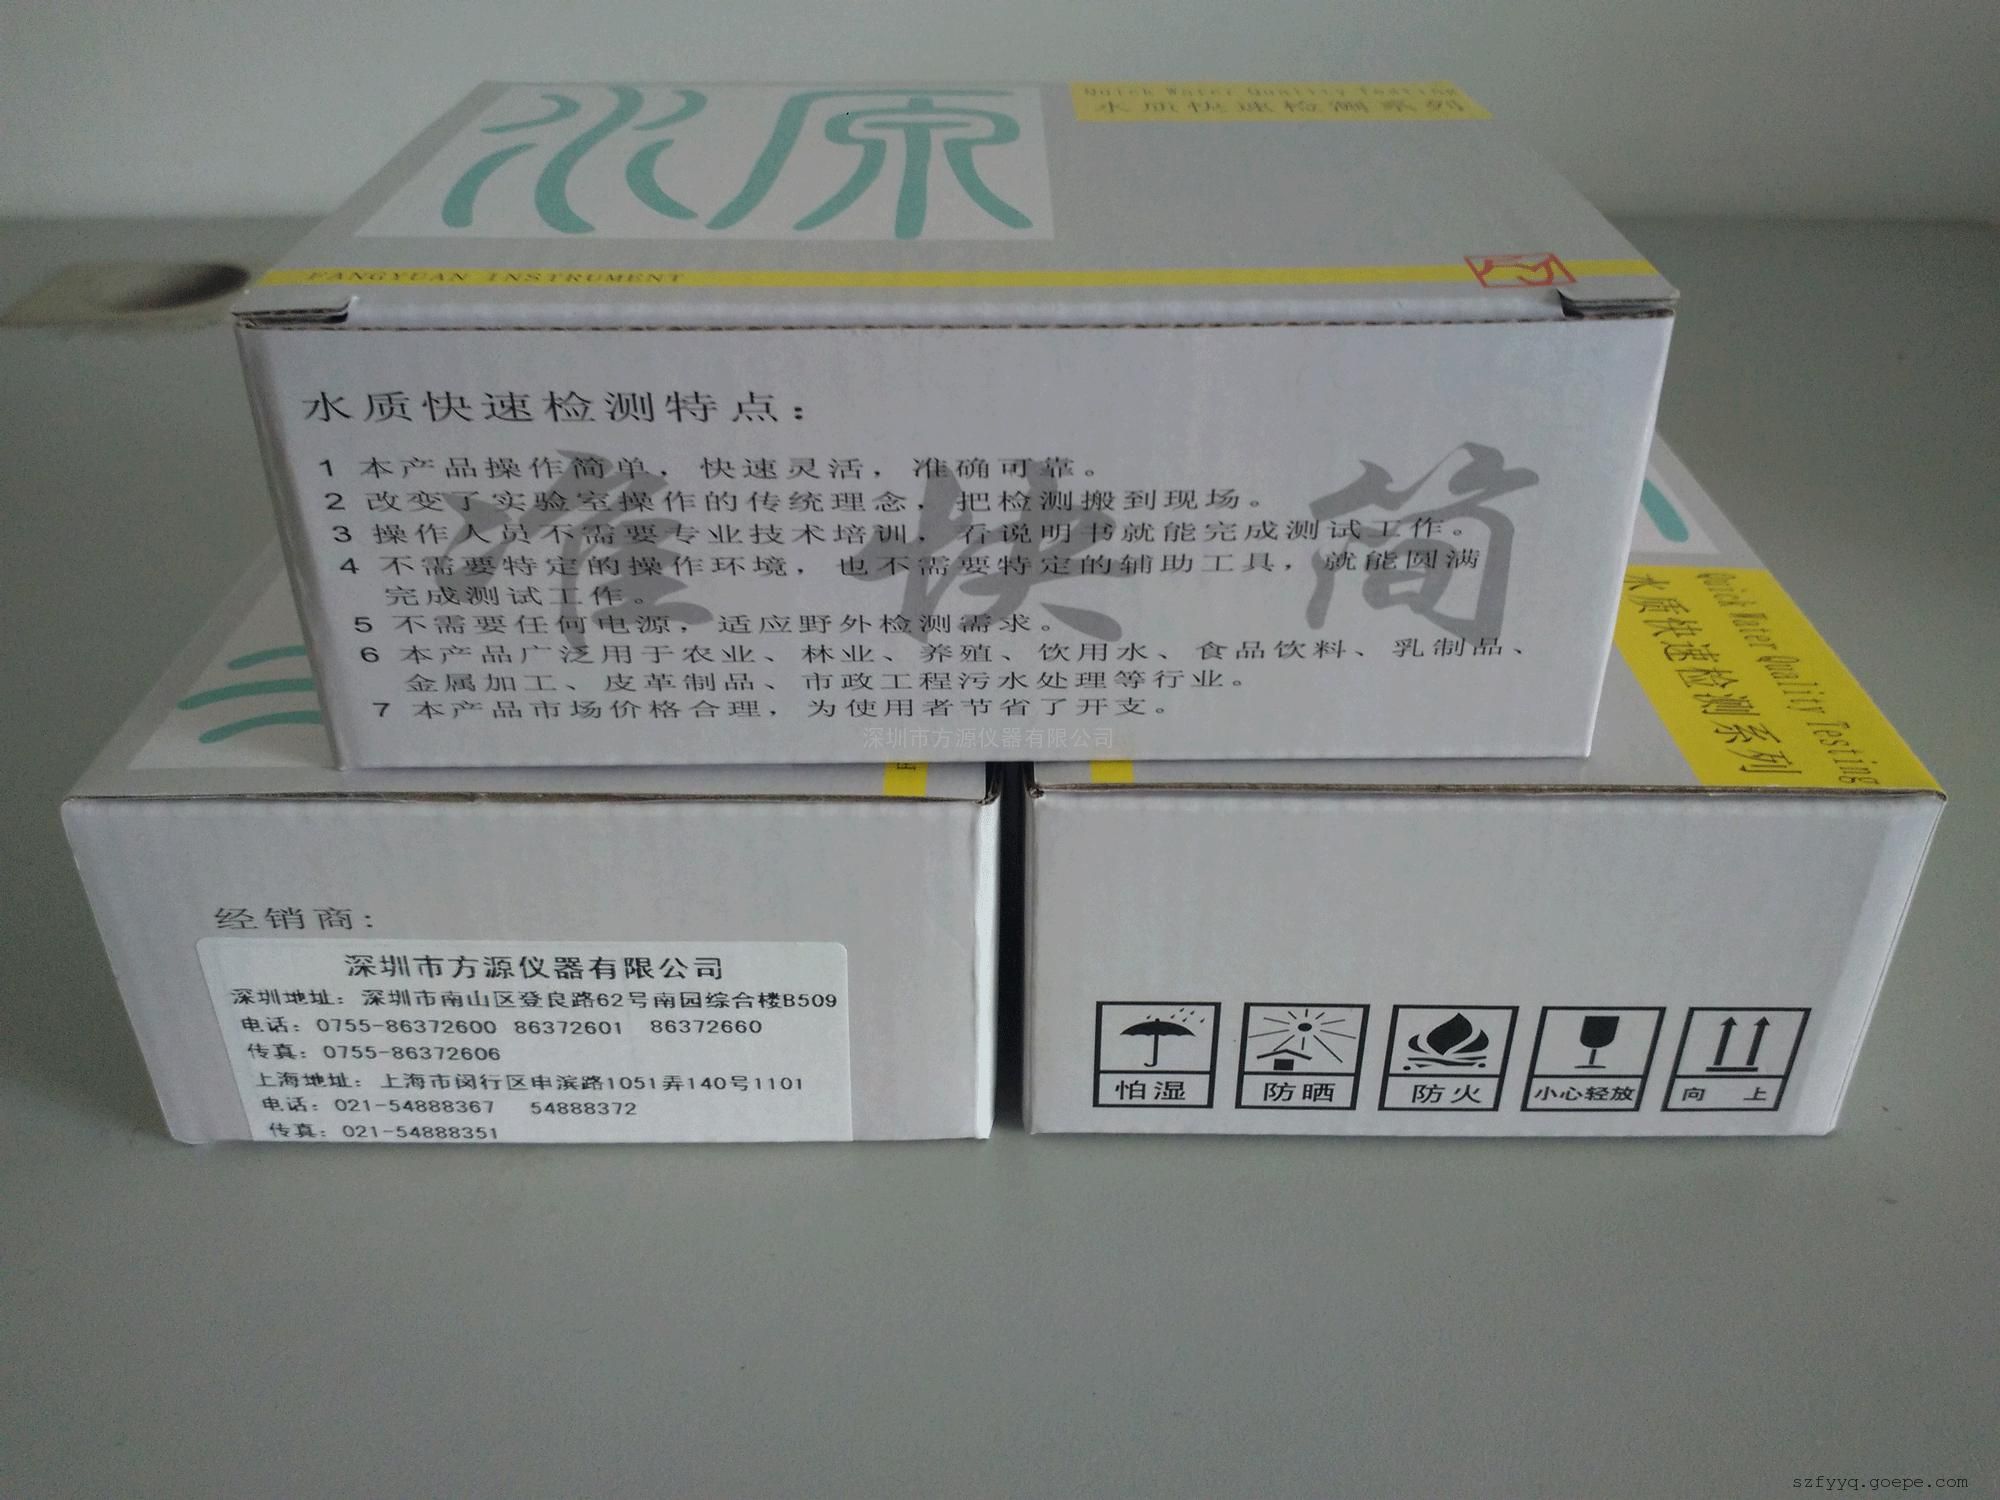 水原
Quick Water Quality Testing
水质快速检测系列
FANGYUAN INSTRUMENT
水质快速检测特点:
准 快 简
1 本产品操作简单，快速灵活，准确可靠。
2 改变了实验室操作的传统理念，把检测搬到现场。
3 操作人员不需要专业技术培训，看说明书就能完成测试工作。
4 不需要特定的操作环境，也不需要特定的辅助工具，就能圆满
完成测试工作。
5 不需要任何电源，适应野外检测需求。
6 本产品广泛用于农业、林业、养殖、饮用水、食品饮料、乳制品、
金属加工、皮革制品、市政工程污水处理等行业。
7 本产品市场价格合理，为使用者节省了开支。
深圳市方源仪器有限公司
Quick Water Quality Testing
水质快速检测系列
经销商:
深圳市方源仪器有限公司
深圳地址: 深圳市南山区登良路62号南园综合楼B509
电话: 0755-86372600 86372601 86372660
传真: 0755-86372606
上海地址: 上海市闵行区申滨路1051弄140号1101
电话: 021-54888367 54888372
传真: 021-54888351
怕湿 防晒 防火 小心轻放 向上
szfyyq.goepe.com